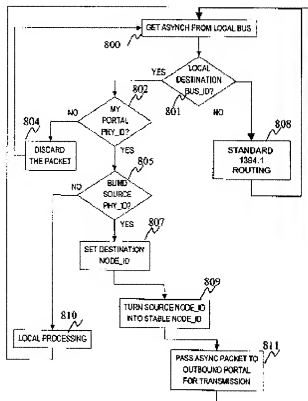 GET ASYNCH FROM LOCAL BUS
800
LOCAL
DESTINATION
BUS_ID?
801
YES
NO
802
MY
PORTAL
PHY_ID?
NO
YES
804
DISCARD
THE PACKET
808
STANDARD
1394.1
ROUTING
805
SOURCE
PHY_ID?
NO
YES
807
SET DESTINATION
NODE_ID
809
TURN SOURCE NODE_ID
INTO STABLE NODE_ID
810
LOCAL PROCESSING
811
PASS ASYNC PACKET TO
OUTBOUND PORTAL
FOR TRANSMISSION